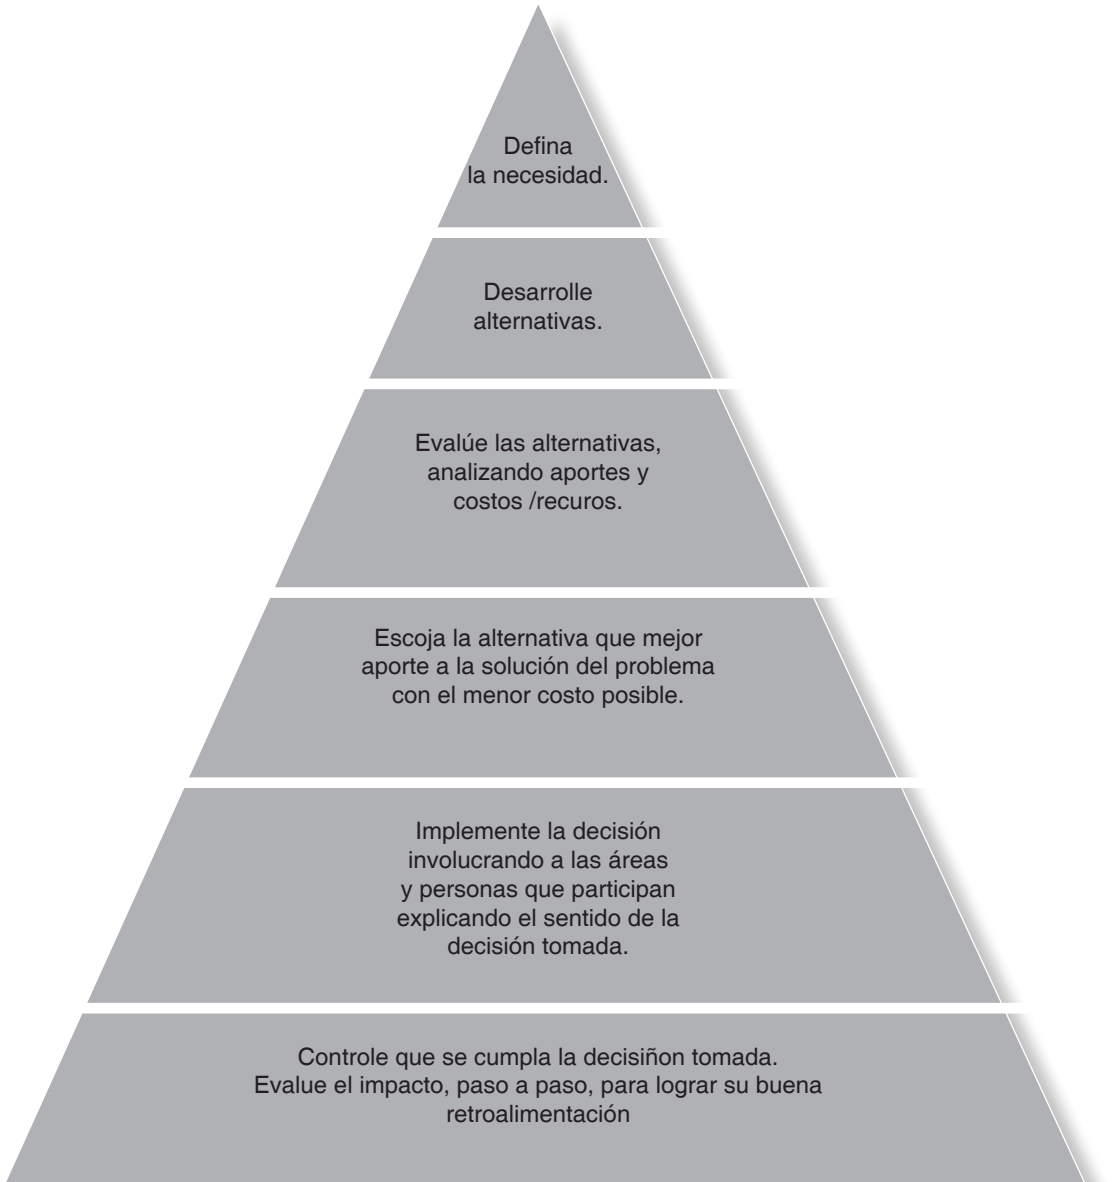 Defina
la necesidad.
Desarrolle
alternativas.
Evalúe las alternativas,
analizando aportes y
costos /recuros.
Escoja la alternativa que mejor
aporte a la solución del problema
con el menor costo posible.
Implemente la decisión
involucrando a las áreas
y personas que participan
explicando el sentido de la
decisión tomada.
Controle que se cumpla la decisiñon tomada.
Evalue el impacto, paso a paso, para lograr su buena
retroalimentación